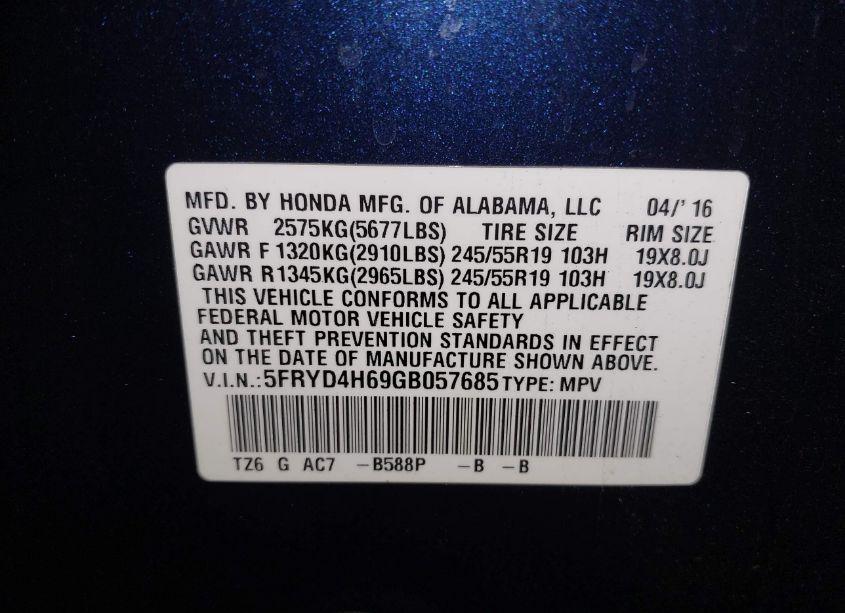 MFD. BY HONDA MFG. OF ALABAMA, LLC 04/' 16
GVWR 2575KG(5677LBS) TIRE SIZE RIM SIZE
GAWR F 1320KG(2910LBS) 245/55R19 103H 19X8.0J
GAWR R 1345KG(2965LBS) 245/55R19 103H 19X8.0J
THIS VEHICLE CONFORMS TO ALL APPLICABLE
FEDERAL MOTOR VEHICLE SAFETY
AND THEFT PREVENTION STANDARDS IN EFFECT
ON THE DATE OF MANUFACTURE SHOWN ABOVE.
V.I.N.:5FRYD4H69GB057685 TYPE: MPV
TZ6 G AC7 -B588P -B -B